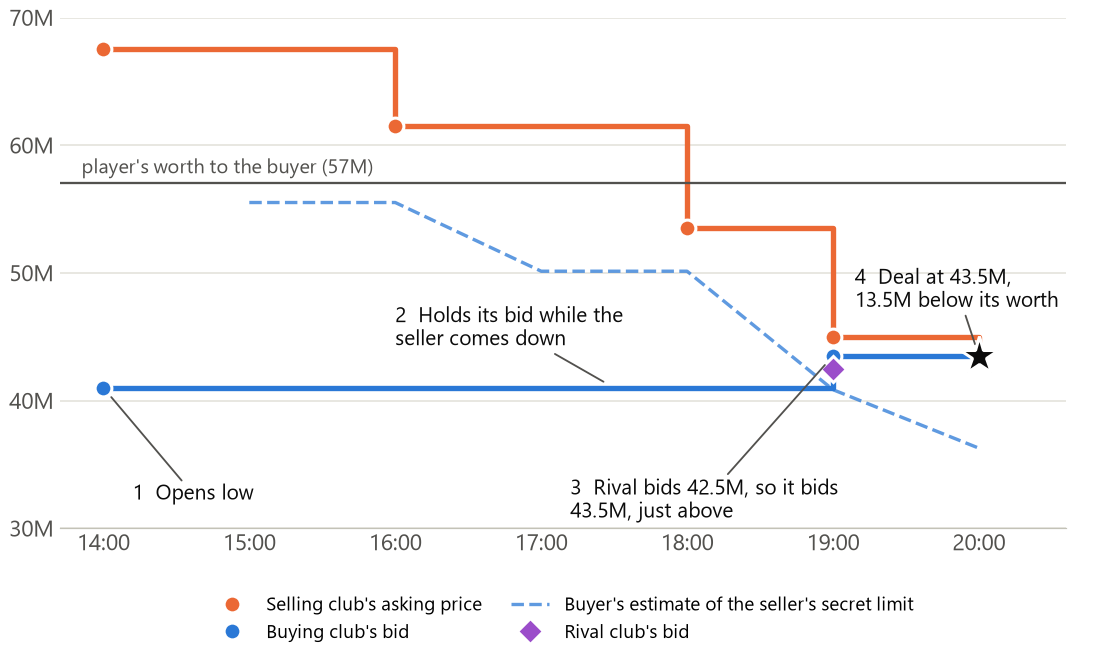 70M
60M
player's worth to the buyer (57M)
50M
4  Deal at 43.5M,
13.5M below its worth
2  Holds its bid while the
seller comes down
40M
1  Opens low
3  Rival bids 42.5M, so it bids
43.5M, just above
30M
14:00 15:00 16:00 17:00 18:00 19:00 20:00
Selling club's asking price
Buyer's estimate of the seller's secret limit
Buying club's bid
Rival club's bid